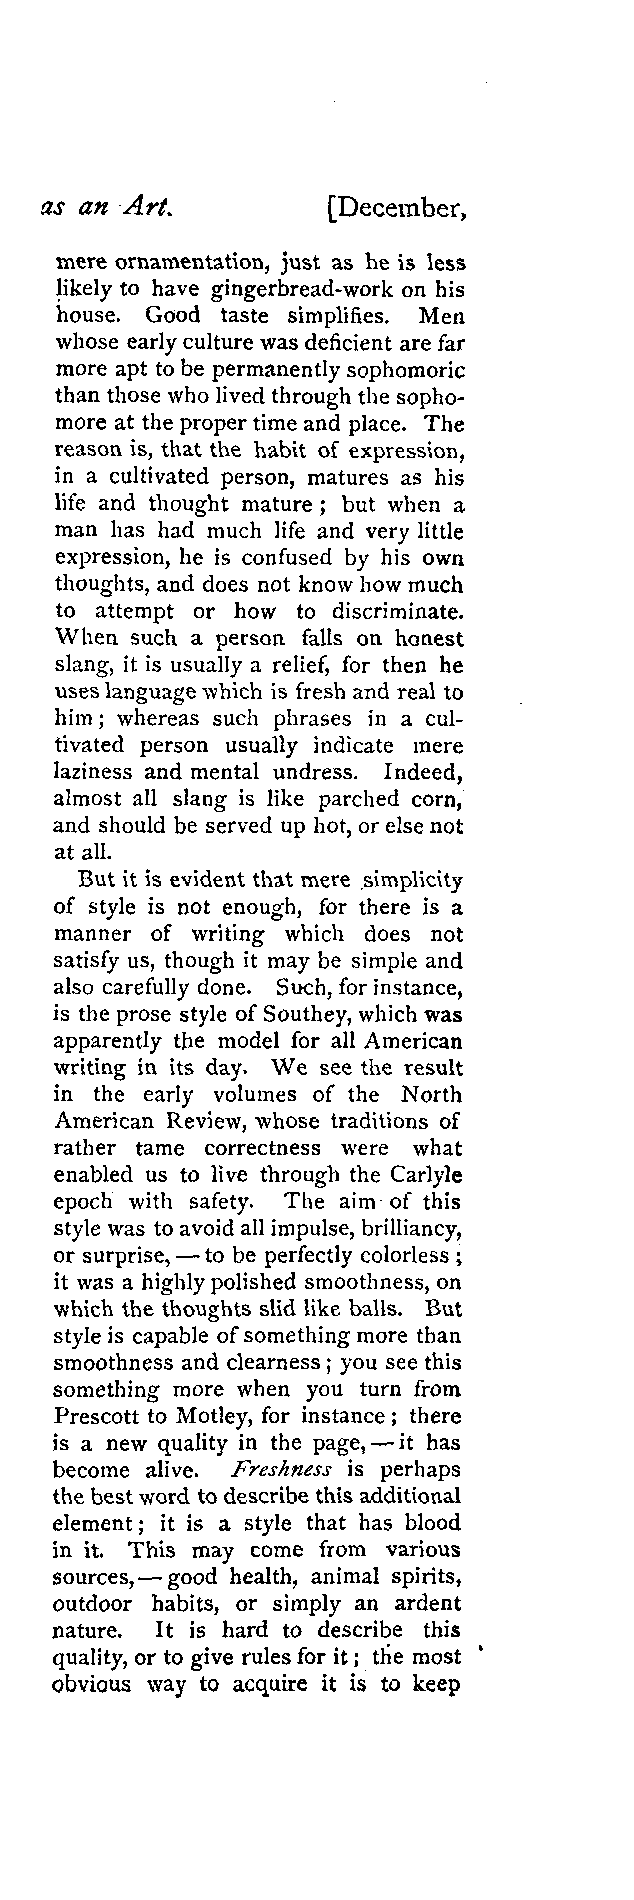 as an Art. [December,
mere ornamentation, just as he is less
likely to have gingerbread-work on his
house. Good taste simplifies. Men
whose early culture was deficient are far
more apt to be permanently sophomoric
than those who lived through the sopho-
more at the proper time and place. The
reason is, that the habit of expression,
in a cultivated person, matures as his
life and thought mature; but when a
man has had much life and very little
expression, he is confused by his own
thoughts, and does not know how much
to attempt or how to discriminate.
When such a person falls on honest
slang, it is usually a relief, for then he
uses language which is fresh and real to
him; whereas such phrases in a cul-
tivated person usually indicate mere
laziness and mental undress. Indeed,
almost all slang is like parched corn,
and should be served up hot, or else not
at all.
But it is evident that mere simplicity
of style is not enough, for there is a
manner of writing which does not
satisfy us, though it may be simple and
also carefully done. Such, for instance,
is the prose style of Southey, which was
apparently the model for all American
writing in its day. We see the result
in the early volumes of the North
American Review, whose traditions of
rather tame correctness were what
enabled us to live through the Carlyle
epoch with safety. The aim of this
style was to avoid all impulse, brilliancy,
or surprise,—to be perfectly colorless;
it was a highly polished smoothness, on
which the thoughts slid like balls. But
style is capable of something more than
smoothness and clearness; you see this
something more when you turn from
Prescott to Motley, for instance; there
is a new quality in the page,—it has
become alive. Freshness is perhaps
the best word to describe this additional
element; it is a style that has blood
in it. This may come from various
sources,—good health, animal spirits,
outdoor habits, or simply an ardent
nature. It is hard to describe this
quality, or to give rules for it; the most
obvious way to acquire it is to keep